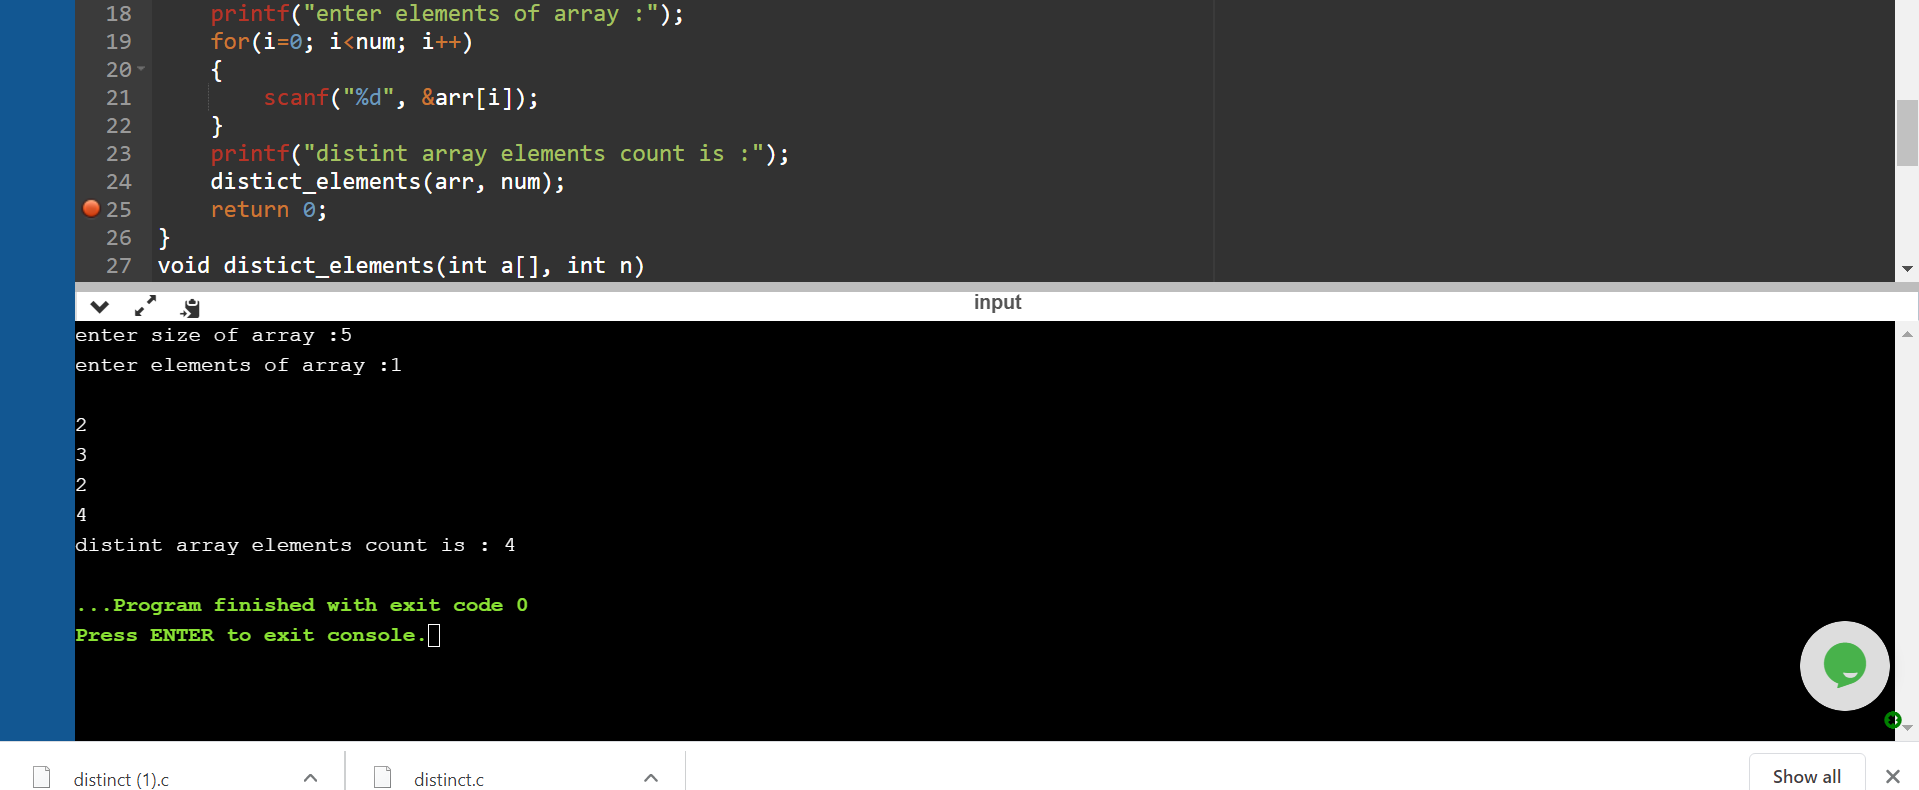 18 printf("enter elements of array :");
19 for(i=0; i<num; i++)
20 {
21 scanf("%d", &arr[i]);
22 }
23 printf("distint array elements count is :");
24 distict_elements(arr, num);
25 return 0;
26 }
27 void distict_elements(int a[], int n)
input
enter size of array :5
enter elements of array :1
2
3
2
4
distint array elements count is : 4
...Program finished with exit code 0
Press ENTER to exit console.
distinct (1).c
distinct.c
Show all